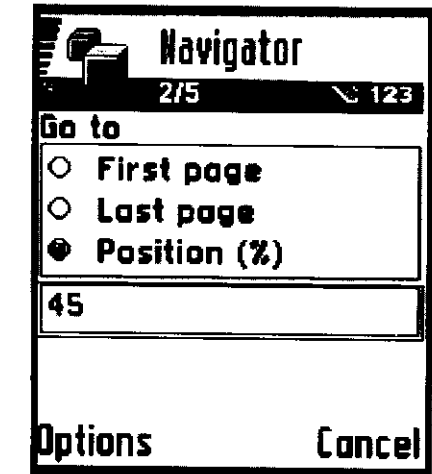 Navigator
2/5 123
Go to
First page
Last page
Position (%)
45
Options Cancel